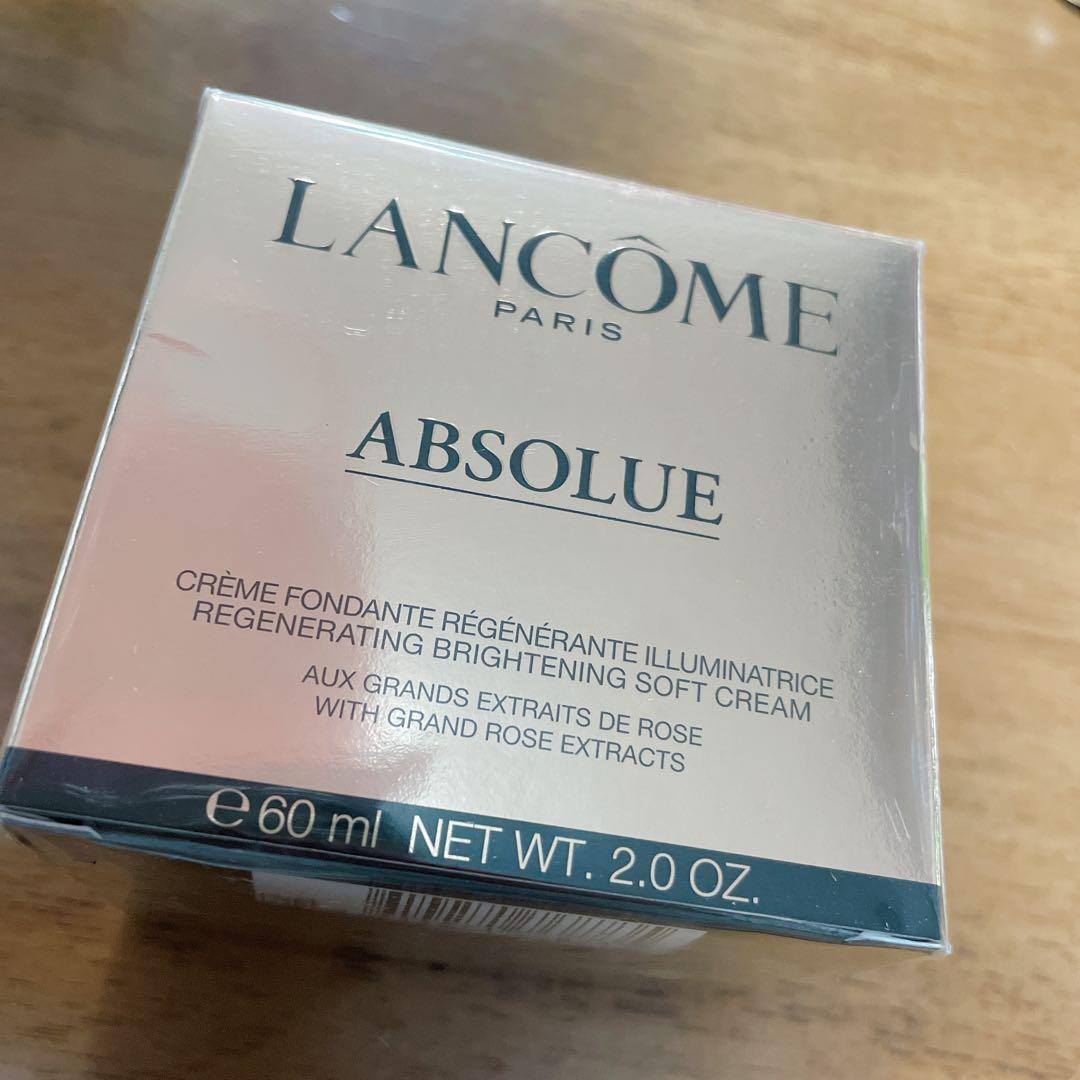 LANCÔME
PARIS
ABSOLUE
CRÈME FONDANTE RÉGÉNÉRANTE ILLUMINATRICE
REGENERATING BRIGHTENING SOFT CREAM
AUX GRANDS EXTRAITS DE ROSE
WITH GRAND ROSE EXTRACTS
℮60 ml NET WT. 2.0 OZ.